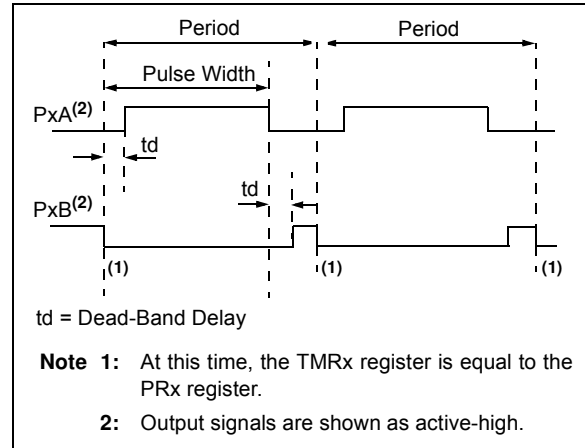 Period
Period
Pulse Width
PxA(2)
td
td
PxB(2)
(1)
(1)
(1)
td = Dead-Band Delay
Note 1: At this time, the TMRx register is equal to the
PRx register.
2: Output signals are shown as active-high.